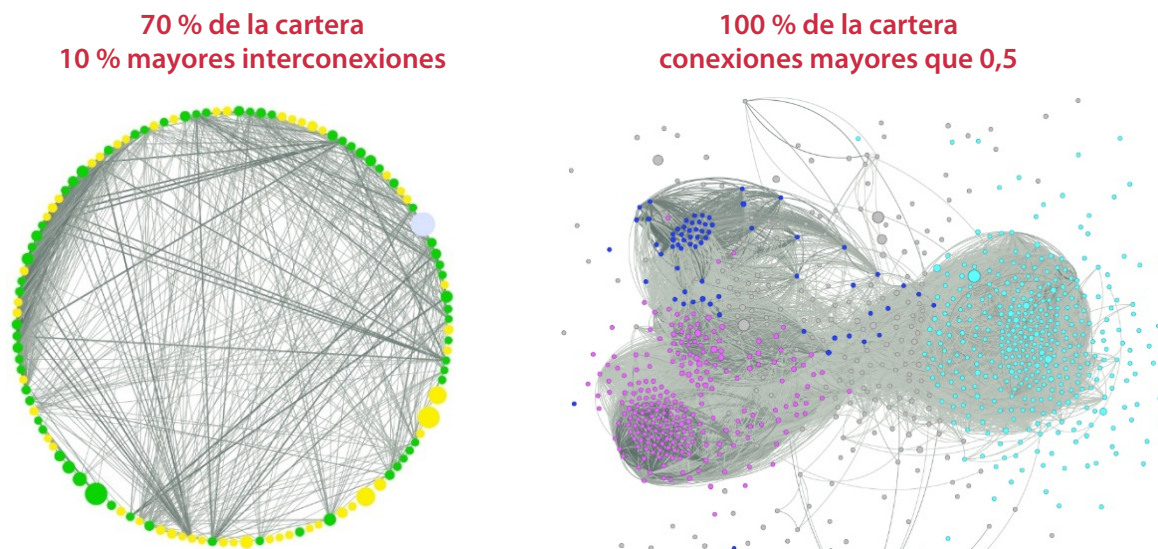 70 % de la cartera
10 % mayores interconexiones
100 % de la cartera
conexiones mayores que 0,5